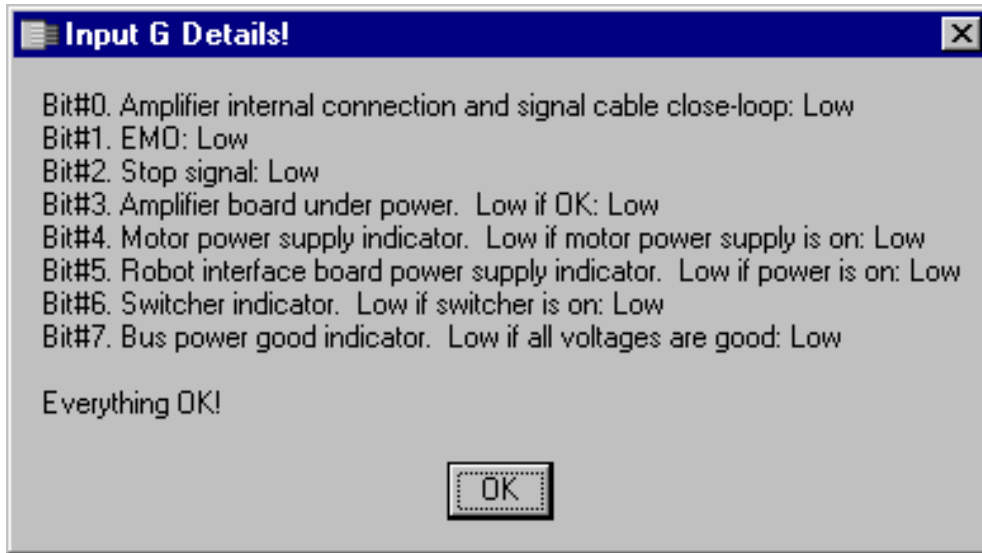 Input G Details!
Bit#0. Amplifier internal connection and signal cable close-loop: Low
Bit#1. EMO: Low
Bit#2. Stop signal: Low
Bit#3. Amplifier board under power.  Low if OK: Low
Bit#4. Motor power supply indicator.  Low if motor power supply is on: Low
Bit#5. Robot interface board power supply indicator.  Low if power is on: Low
Bit#6. Switcher indicator.  Low if switcher is on: Low
Bit#7. Bus power good indicator.  Low if all voltages are good: Low
Everything OK!
OK